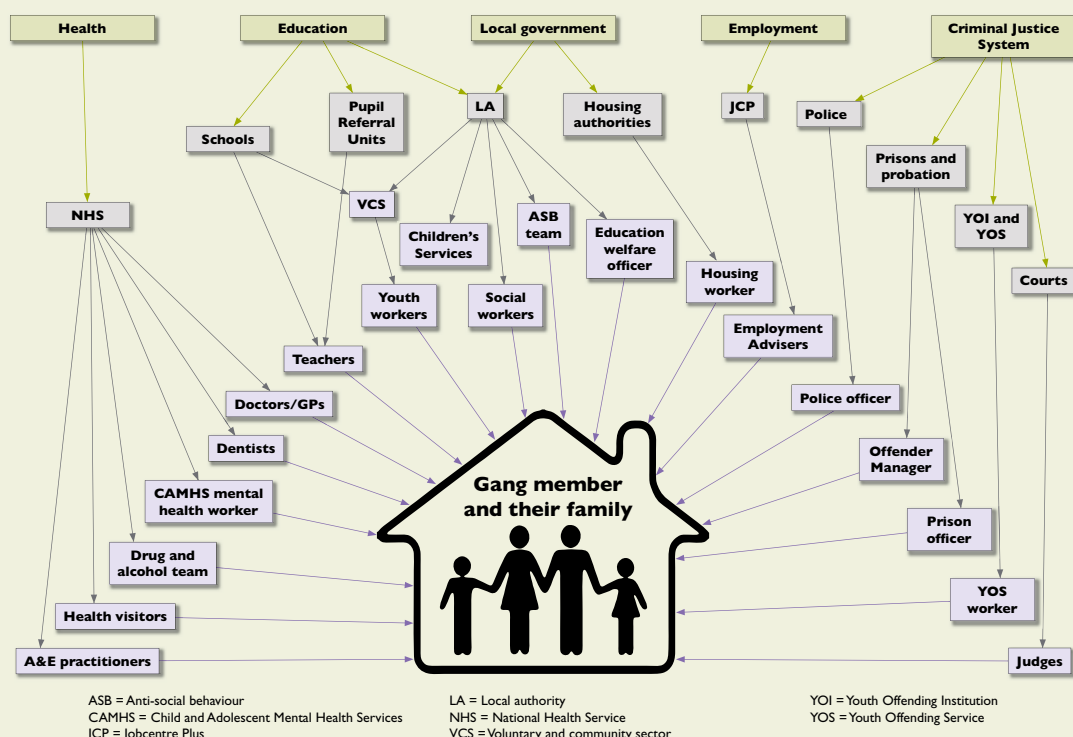 Health
Education
Local government
Employment
Criminal Justice
System
Schools
Pupil
Referral
Units
LA
Housing
authorities
JCP
Police
Prisons and
probation
NHS
VCS
Children's
Services
ASB
team
Education
welfare
officer
YOI and
YOS
Housing
worker
Courts
Youth
workers
Social
workers
Employment
Advisers
Teachers
Doctors/GPs
Police officer
Dentists
Offender
Manager
CAMHS mental
health worker
Gang member
and their family
Prison
officer
Drug and
alcohol team
YOS
worker
Health visitors
A&E practitioners
Judges
ASB = Anti-social behaviour
CAMHS = Child and Adolescent Mental Health Services
JCP = Jobcentre Plus
LA = Local authority
NHS = National Health Service
VCS = Voluntary and community sector
YOI = Youth Offending Institution
YOS = Youth Offending Service